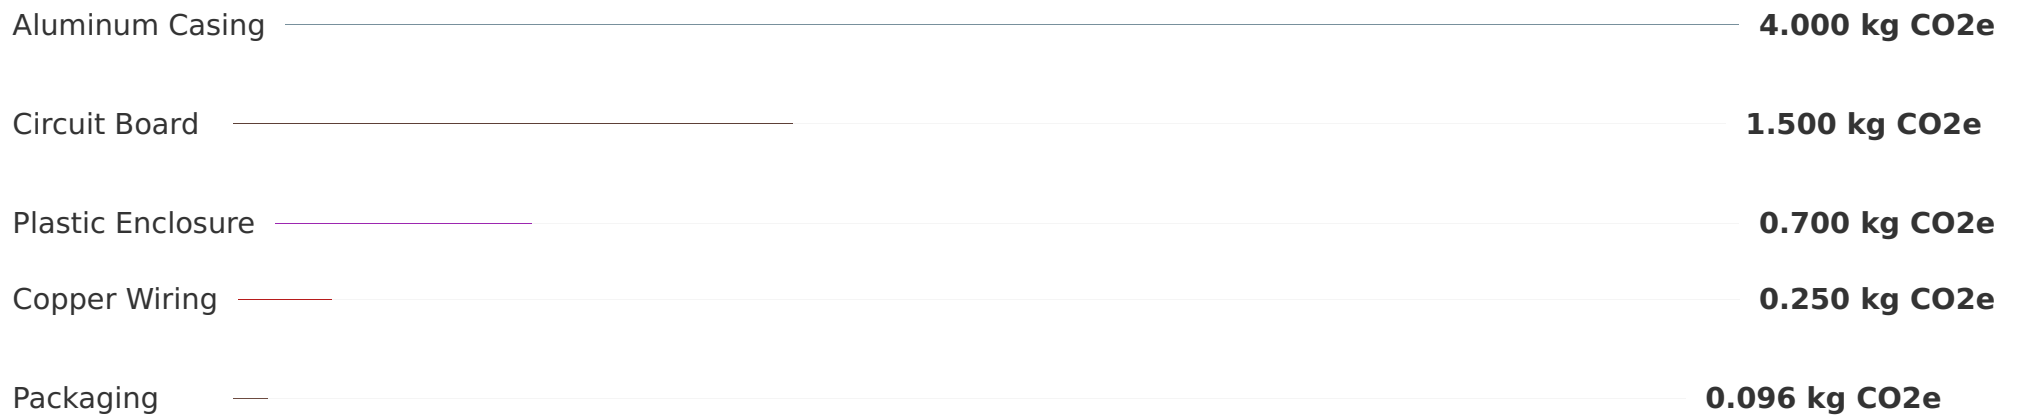 Aluminum Casing 4.000 kg CO2e
Circuit Board 1.500 kg CO2e
Plastic Enclosure 0.700 kg CO2e
Copper Wiring 0.250 kg CO2e
Packaging 0.096 kg CO2e